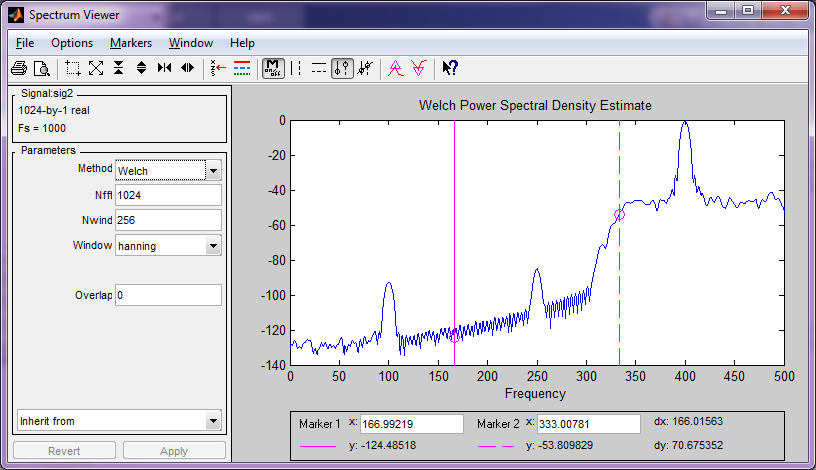 Spectrum Viewer
File Options Markers Window Help
M on/off
Signal:sig2
1024-by-1 real
Fs = 1000
Parameters
Method Welch
Nfft 1024
Nwind 256
Window hanning
Overlap 0
Inherit from
Revert Apply
Welch Power Spectral Density Estimate
0
-20
-40
-60
-80
-100
-120
-140
0 50 100 150 200 250 300 350 400 450 500
Frequency
Marker 1 x: 166.99219 Marker 2 x: 333.00781 dx: 166.01563
y: -124.48518 y: -53.809829 dy: 70.675352